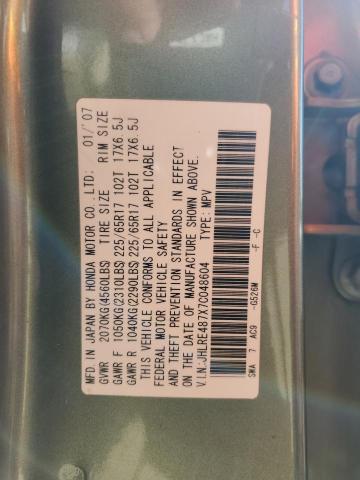 MFD. IN JAPAN BY HONDA MOTOR CO.,LTD: 01/'07
GVWR 2070KG(4560LBS) TIRE SIZE RIM SIZE
GAWR F 1050KG(2310LBS) 225/65R17 102T 17X6.5J
GAWR R 1040KG(2290LBS) 225/65R17 102T 17X6.5J
THIS VEHICLE CONFORMS TO ALL APPLICABLE
FEDERAL MOTOR VEHICLE SAFETY
AND THEFT PREVENTION STANDARDS IN EFFECT
ON THE DATE OF MANUFACTURE SHOWN ABOVE.
V.I.N.:JHLRE487X7C048604 TYPE: MPV
SWA 7 AC9 -G526M -F -C